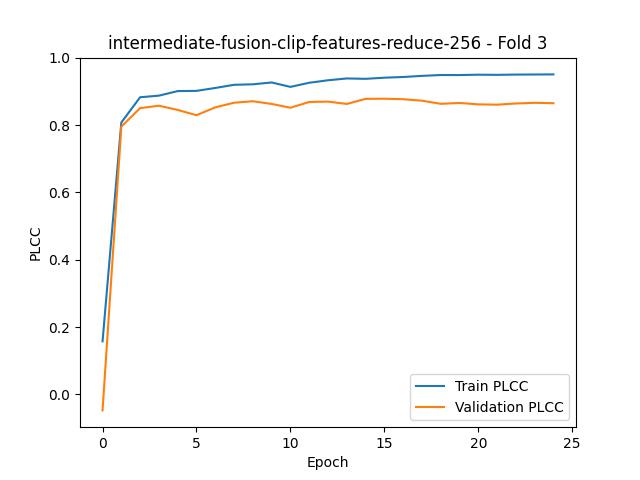 intermediate-fusion-clip-features-reduce-256 - Fold 3
1.0
0.8
0.6
0.4
0.2
0.0
PLCC
0 5 10 15 20 25
Epoch
Train PLCC
Validation PLCC